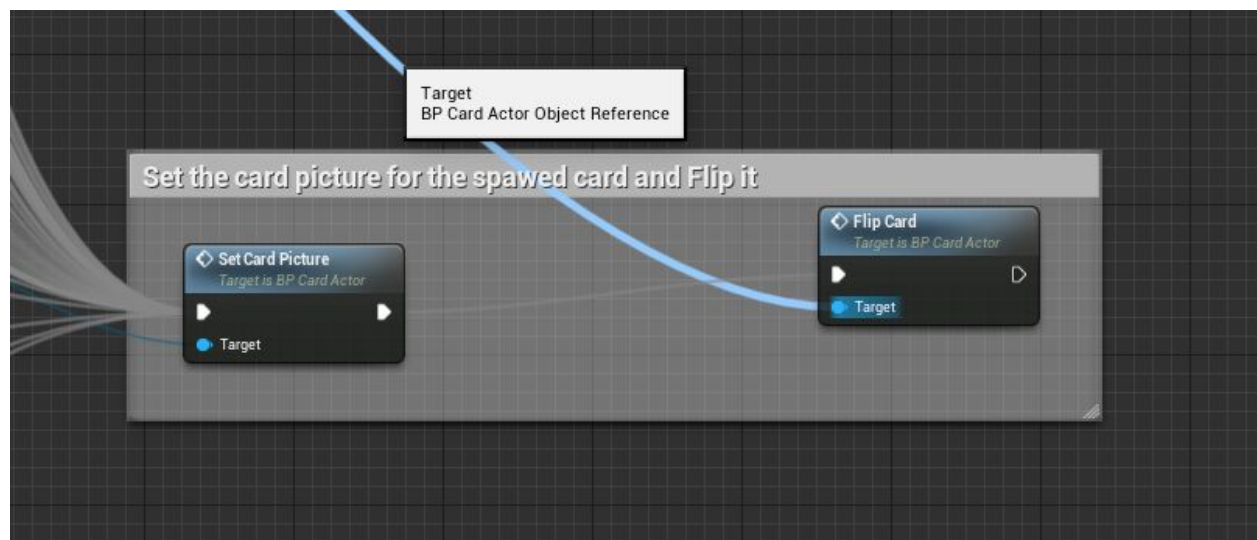 Target
BP Card Actor Object Reference
Set the card picture for the spawed card and Flip it
Flip Card
Target is BP Card Actor
Target
Set Card Picture
Target is BP Card Actor
Target